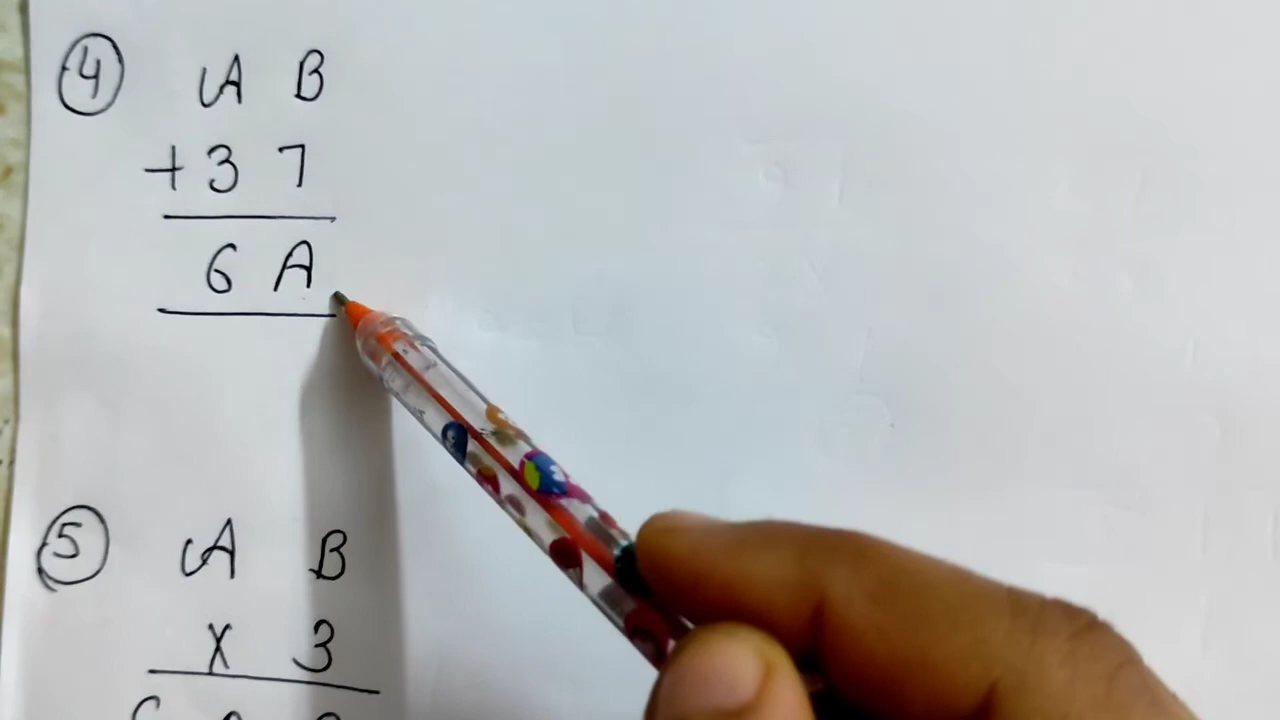 ④ A B
+ 3 7
6 A
⑤ A B
X 3